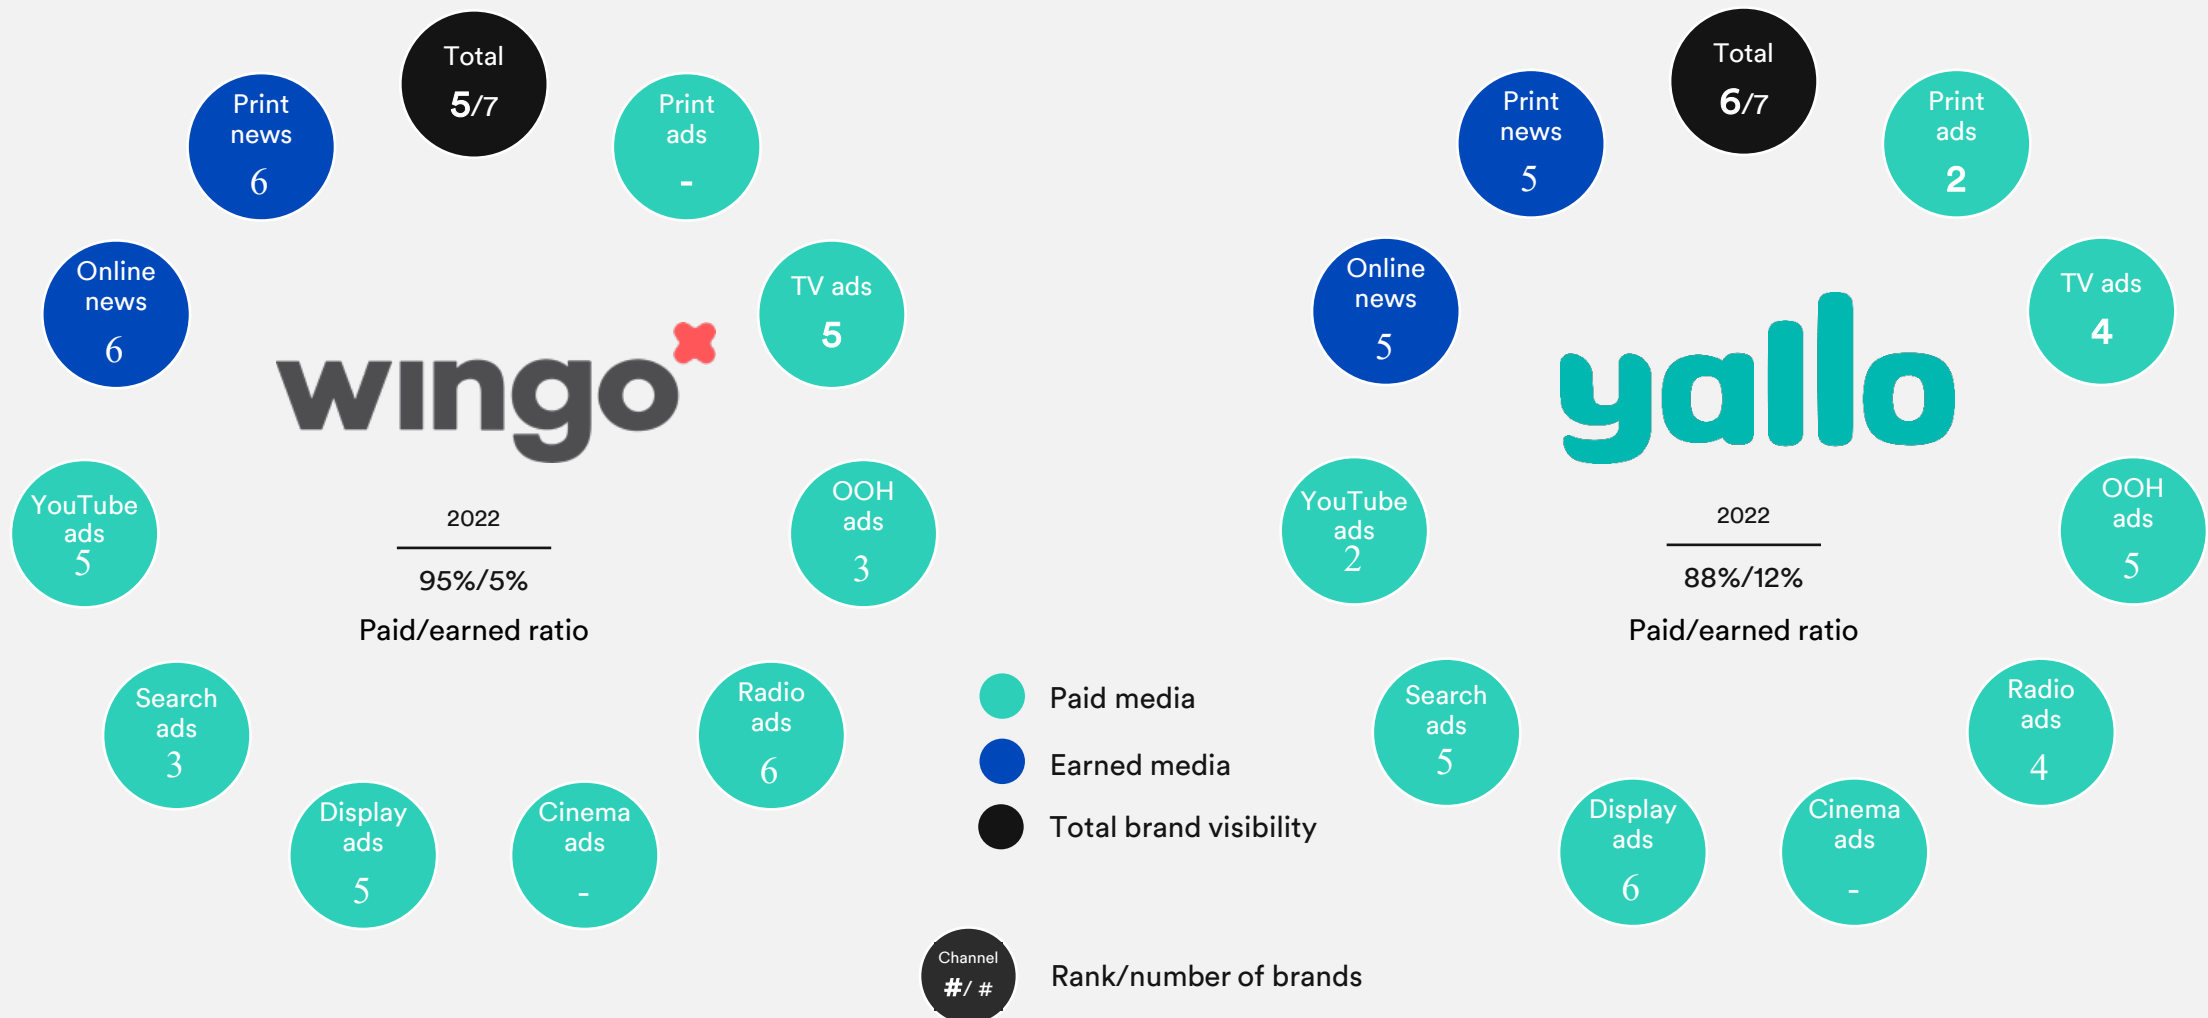 Total
5/7
Print
ads
-
TV ads
5
OOH
ads
3
Radio
ads
6
Cinema
ads
-
Display
ads
5
Search
ads
3
YouTube
ads
5
Online
news
6
Print
news
6
wingo
2022
95%/5%
Paid/earned ratio
Paid media
Earned media
Total brand visibility
Channel
#/ #
Rank/number of brands
Total
6/7
Print
ads
2
TV ads
4
OOH
ads
5
Radio
ads
4
Cinema
ads
-
Display
ads
6
Search
ads
5
YouTube
ads
2
Online
news
5
Print
news
5
yallo
2022
88%/12%
Paid/earned ratio